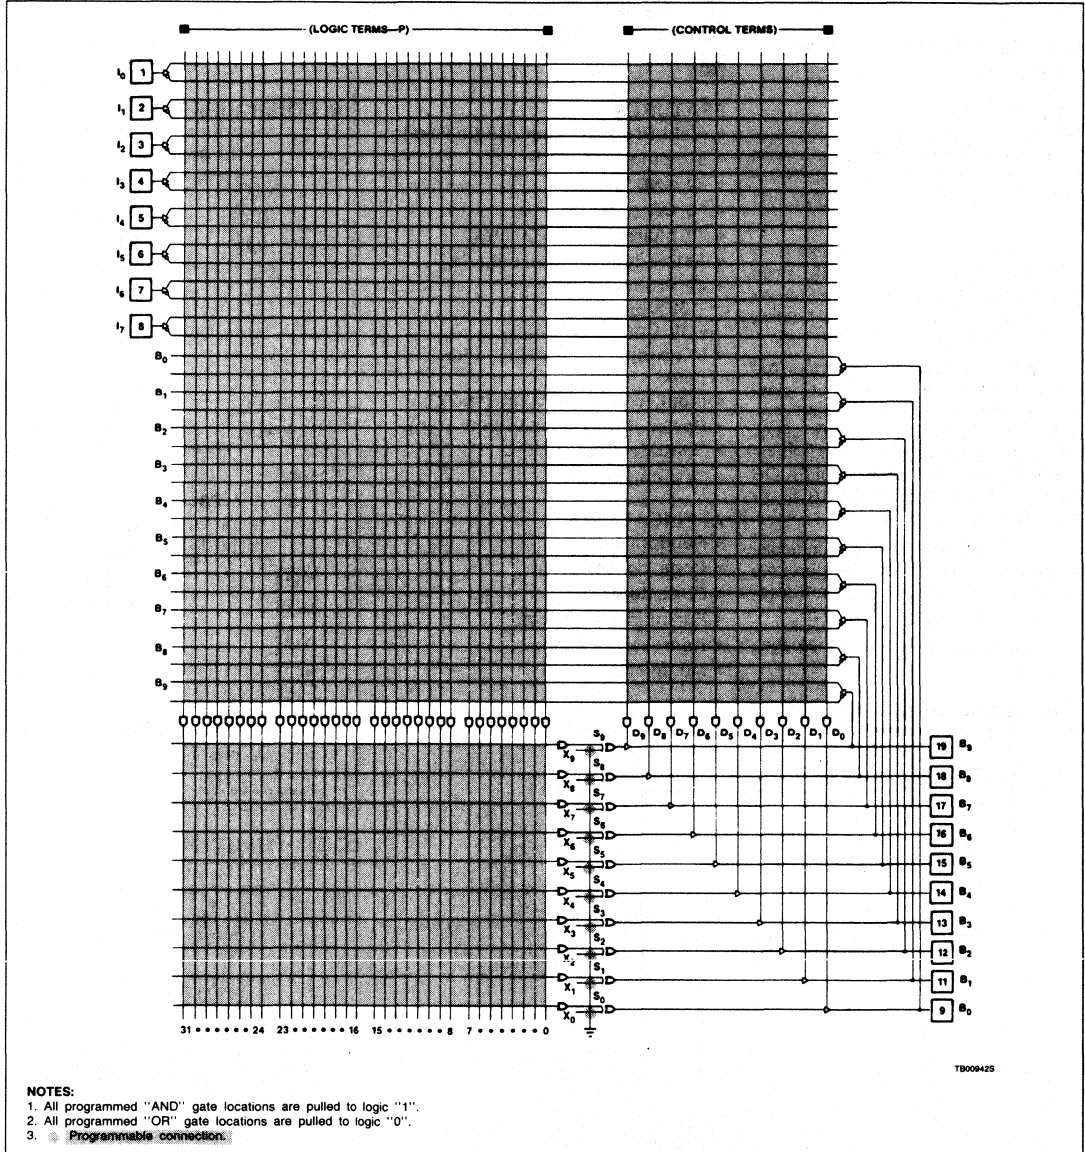 (LOGIC TERMS—P) (CONTROL TERMS)
I0 1
I1 2
I2 3
I3 4
I4 5
I5 6
I6 7
I7 8
B0
B1
B2
B3
B4
B5
B6
B7
B8
B9
D9 D8 D7 D6 D5 D4 D3 D2 D1 D0
S9 X9 19 B9
S8 X8 18 B8
S7 X7 17 B7
S6 X6 16 B6
S5 X5 15 B5
S4 X4 14 B4
S3 X3 13 B3
S2 X2 12 B2
S1 X1 11 B1
S0 X0 9 B0
31 24 23 16 15 8 7 0
TB00942S
NOTES:
1. All programmed "AND" gate locations are pulled to logic "1".
2. All programmed "OR" gate locations are pulled to logic "0".
3. Programmable connection.